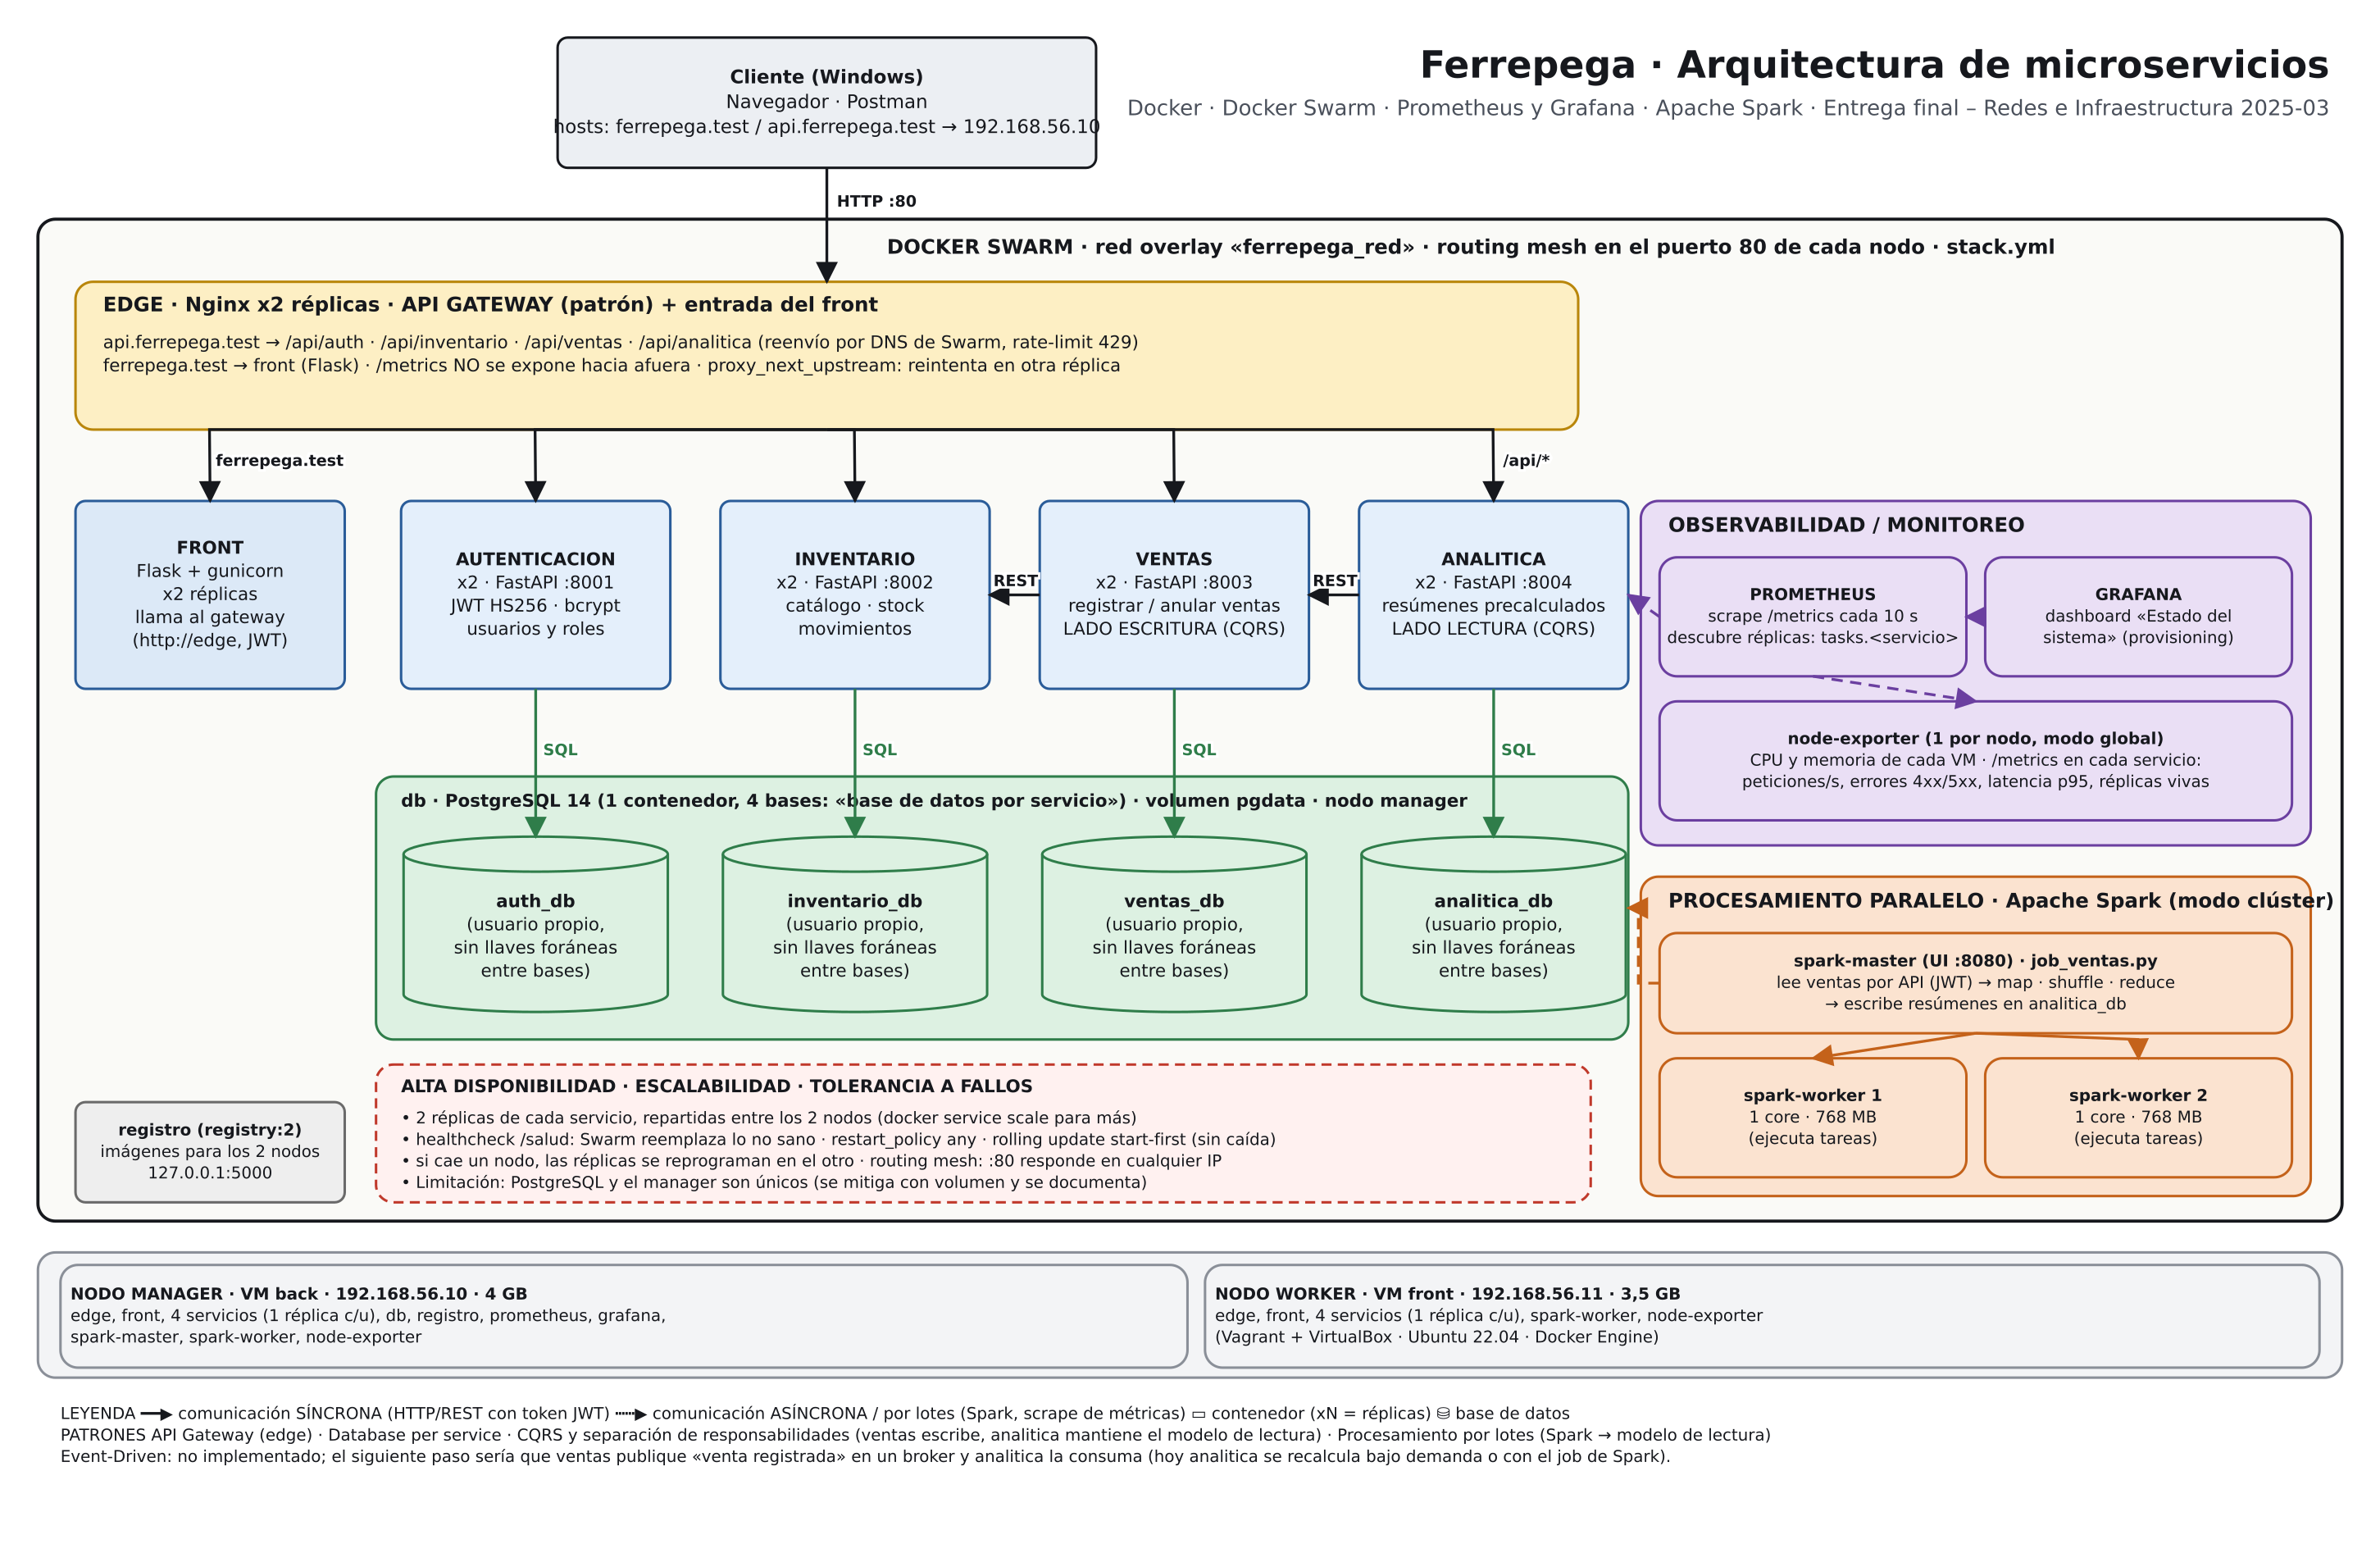 Cliente (Windows)
Navegador · Postman
hosts: ferrepega.test / api.ferrepega.test → 192.168.56.10
Ferrepega · Arquitectura de microservicios
Docker · Docker Swarm · Prometheus y Grafana · Apache Spark · Entrega final – Redes e Infraestructura 2025-03
HTTP :80
DOCKER SWARM · red overlay «ferrepega_red» · routing mesh en el puerto 80 de cada nodo · stack.yml
EDGE · Nginx x2 réplicas · API GATEWAY (patrón) + entrada del front
api.ferrepega.test → /api/auth · /api/inventario · /api/ventas · /api/analitica (reenvío por DNS de Swarm, rate-limit 429)
ferrepega.test → front (Flask) · /metrics NO se expone hacia afuera · proxy_next_upstream: reintenta en otra réplica
ferrepega.test
/api/*
FRONT
Flask + gunicorn
x2 réplicas
llama al gateway
(http://edge, JWT)
AUTENTICACION
x2 · FastAPI :8001
JWT HS256 · bcrypt
usuarios y roles
INVENTARIO
x2 · FastAPI :8002
catálogo · stock
movimientos
REST
VENTAS
x2 · FastAPI :8003
registrar / anular ventas
LADO ESCRITURA (CQRS)
REST
ANALITICA
x2 · FastAPI :8004
resúmenes precalculados
LADO LECTURA (CQRS)
OBSERVABILIDAD / MONITOREO
PROMETHEUS
scrape /metrics cada 10 s
descubre réplicas: tasks.<servicio>
GRAFANA
dashboard «Estado del
sistema» (provisioning)
node-exporter (1 por nodo, modo global)
CPU y memoria de cada VM · /metrics en cada servicio:
peticiones/s, errores 4xx/5xx, latencia p95, réplicas vivas
SQL
SQL
SQL
SQL
db · PostgreSQL 14 (1 contenedor, 4 bases: «base de datos por servicio») · volumen pgdata · nodo manager
auth_db
(usuario propio,
sin llaves foráneas
entre bases)
inventario_db
(usuario propio,
sin llaves foráneas
entre bases)
ventas_db
(usuario propio,
sin llaves foráneas
entre bases)
analitica_db
(usuario propio,
sin llaves foráneas
entre bases)
PROCESAMIENTO PARALELO · Apache Spark (modo clúster)
spark-master (UI :8080) · job_ventas.py
lee ventas por API (JWT) → map · shuffle · reduce
→ escribe resúmenes en analitica_db
spark-worker 1
1 core · 768 MB
(ejecuta tareas)
spark-worker 2
1 core · 768 MB
(ejecuta tareas)
registro (registry:2)
imágenes para los 2 nodos
127.0.0.1:5000
ALTA DISPONIBILIDAD · ESCALABILIDAD · TOLERANCIA A FALLOS
• 2 réplicas de cada servicio, repartidas entre los 2 nodos (docker service scale para más)
• healthcheck /salud: Swarm reemplaza lo no sano · restart_policy any · rolling update start-first (sin caída)
• si cae un nodo, las réplicas se reprograman en el otro · routing mesh: :80 responde en cualquier IP
• Limitación: PostgreSQL y el manager son únicos (se mitiga con volumen y se documenta)
NODO MANAGER · VM back · 192.168.56.10 · 4 GB
edge, front, 4 servicios (1 réplica c/u), db, registro, prometheus, grafana,
spark-master, spark-worker, node-exporter
NODO WORKER · VM front · 192.168.56.11 · 3,5 GB
edge, front, 4 servicios (1 réplica c/u), spark-worker, node-exporter
(Vagrant + VirtualBox · Ubuntu 22.04 · Docker Engine)
LEYENDA ──▶ comunicación SÍNCRONA (HTTP/REST con token JWT) ┄┄▶ comunicación ASÍNCRONA / por lotes (Spark, scrape de métricas) ▭ contenedor (xN = réplicas) ⛁ base de datos
PATRONES API Gateway (edge) · Database per service · CQRS y separación de responsabilidades (ventas escribe, analitica mantiene el modelo de lectura) · Procesamiento por lotes (Spark → modelo de lectura)
Event-Driven: no implementado; el siguiente paso sería que ventas publique «venta registrada» en un broker y analitica la consuma (hoy analitica se recalcula bajo demanda o con el job de Spark).